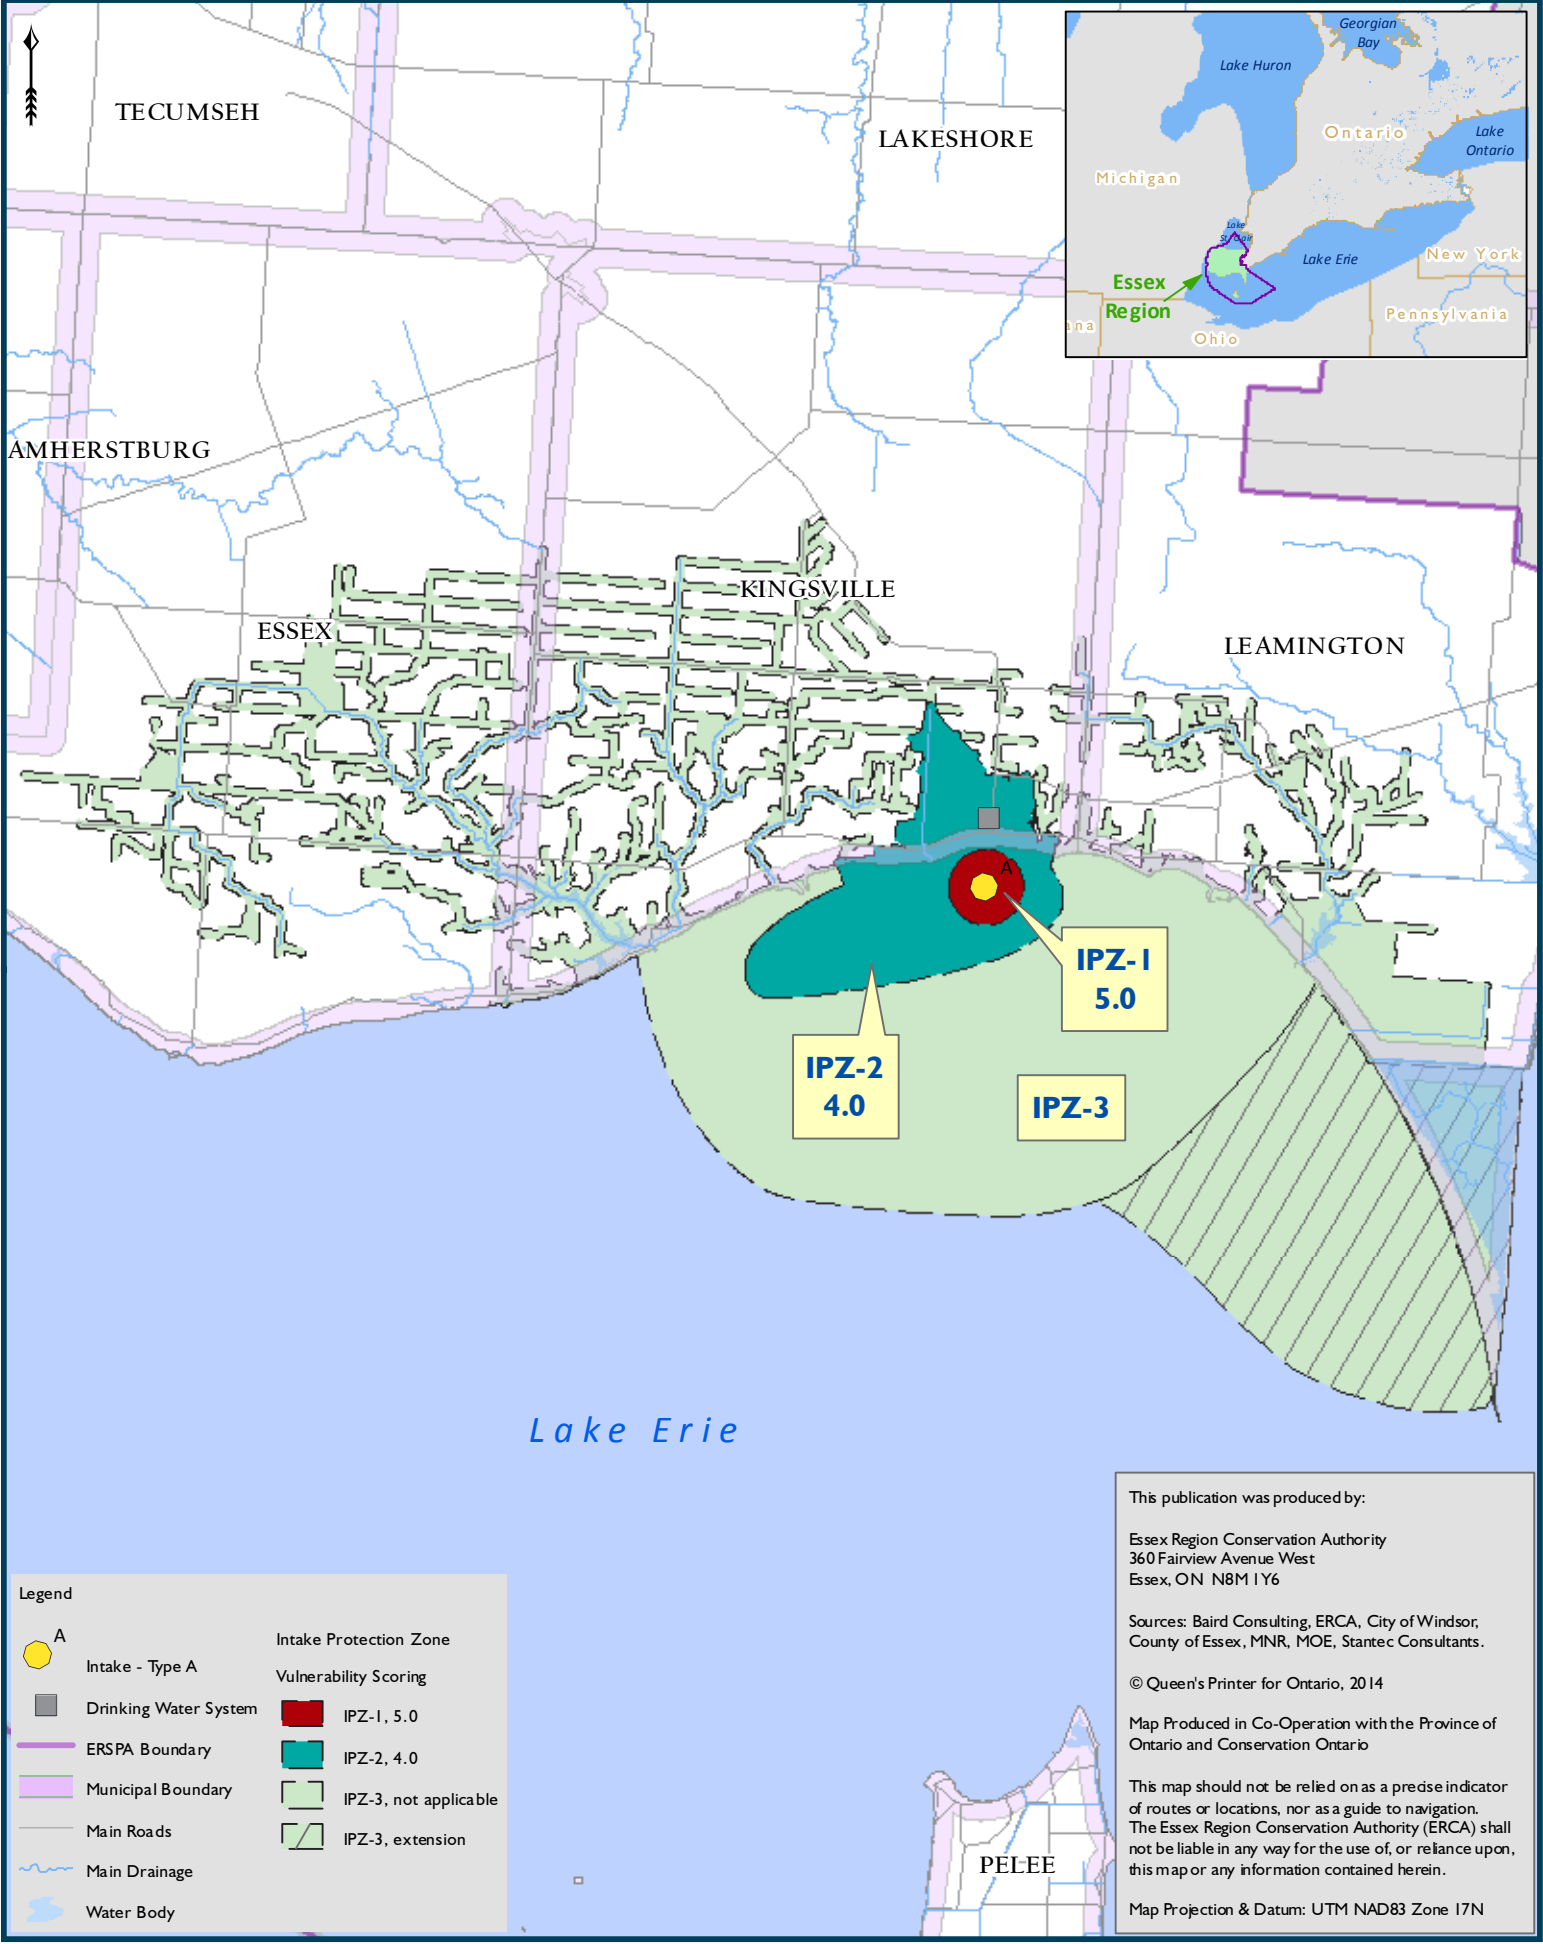 TECUMSEH
LAKESHORE
AMHERSTBURG
KINGSVILLE
ESSEX
LEAMINGTON
Georgian
Bay
Lake Huron
Ontario
Lake
Ontario
Michigan
Lake
St. Clair
Lake Erie
New York
Essex
Region
Pennsylvania
ana
Ohio
A
IPZ-1
5.0
IPZ-2
4.0
IPZ-3
Lake Erie
PELEE
Legend
A
Intake - Type A
Drinking Water System
ERSPA Boundary
Municipal Boundary
Main Roads
Main Drainage
Water Body
Intake Protection Zone
Vulnerability Scoring
IPZ-1, 5.0
IPZ-2, 4.0
IPZ-3, not applicable
IPZ-3, extension
This publication was produced by:
Essex Region Conservation Authority
360 Fairview Avenue West
Essex, ON N8M 1Y6
Sources: Baird Consulting, ERCA, City of Windsor,
County of Essex, MNR, MOE, Stantec Consultants.
© Queen's Printer for Ontario, 2014
Map Produced in Co-Operation with the Province of
Ontario and Conservation Ontario
This map should not be relied on as a precise indicator
of routes or locations, nor as a guide to navigation.
The Essex Region Conservation Authority (ERCA) shall
not be liable in any way for the use of, or reliance upon,
this map or any information contained herein.
Map Projection & Datum: UTM NAD83 Zone 17N